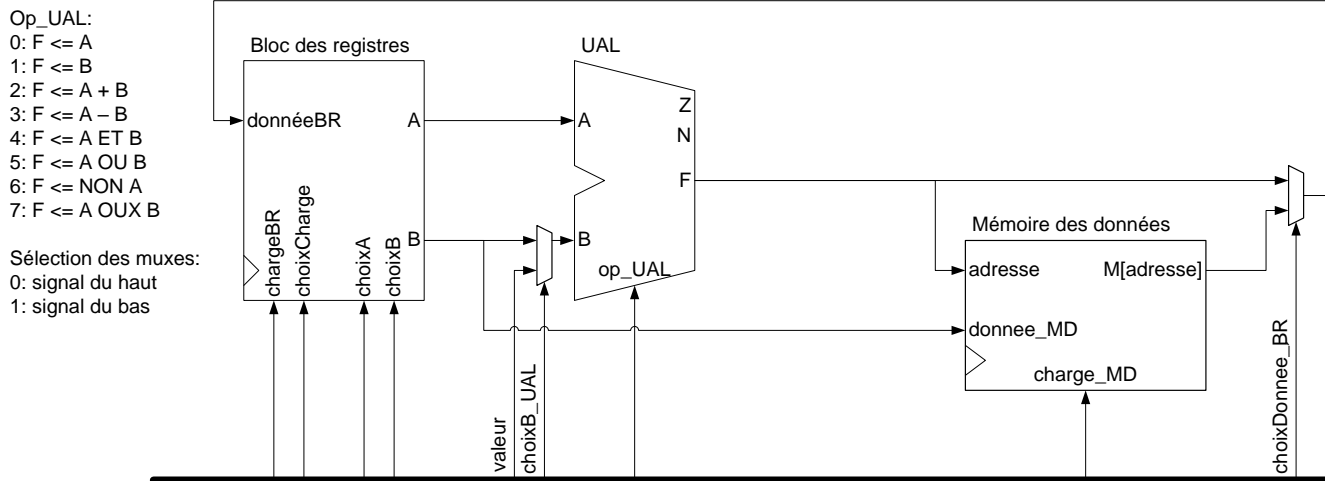 Op_UAL:
0: F <= A
1: F <= B
2: F <= A + B
3: F <= A – B
4: F <= A ET B
5: F <= A OU B
6: F <= NON A
7: F <= A OUX B
Sélection des muxes:
0: signal du haut
1: signal du bas
Bloc des registres
donnéeBR
A
B
chargeBR
choixCharge
choixA
choixB
valeur
choixB_UAL
UAL
A
B
Z
N
F
op_UAL
Mémoire des données
adresse
M[adresse]
donnee_MD
charge_MD
choixDonnee_BR